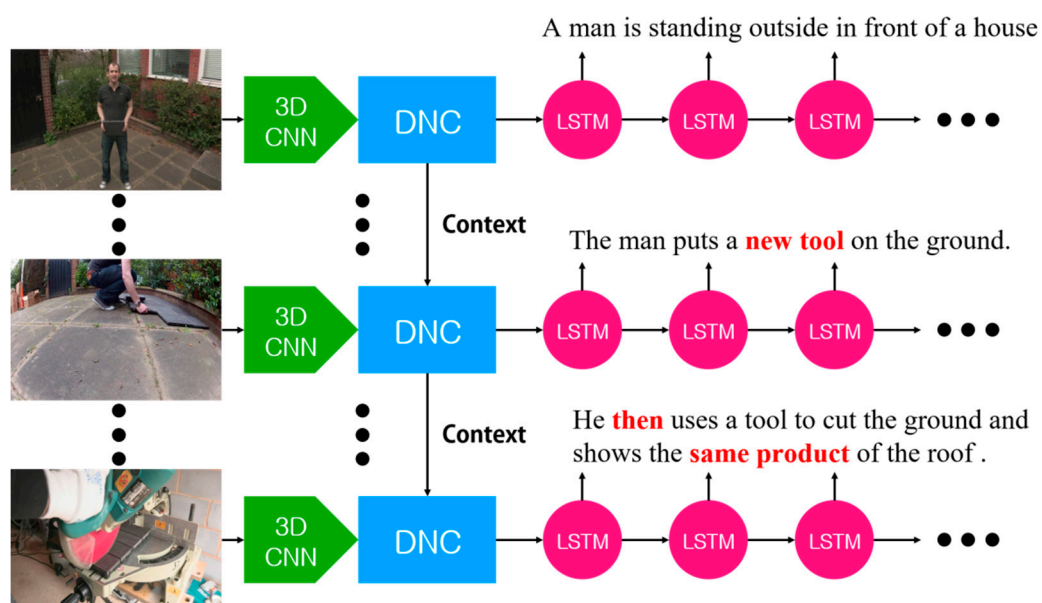 A man is standing outside in front of a house
3D
CNN
DNC
LSTM
LSTM
LSTM
Context
The man puts a new tool on the ground.
3D
CNN
DNC
LSTM
LSTM
LSTM
Context
He then uses a tool to cut the ground and
shows the same product of the roof .
3D
CNN
DNC
LSTM
LSTM
LSTM